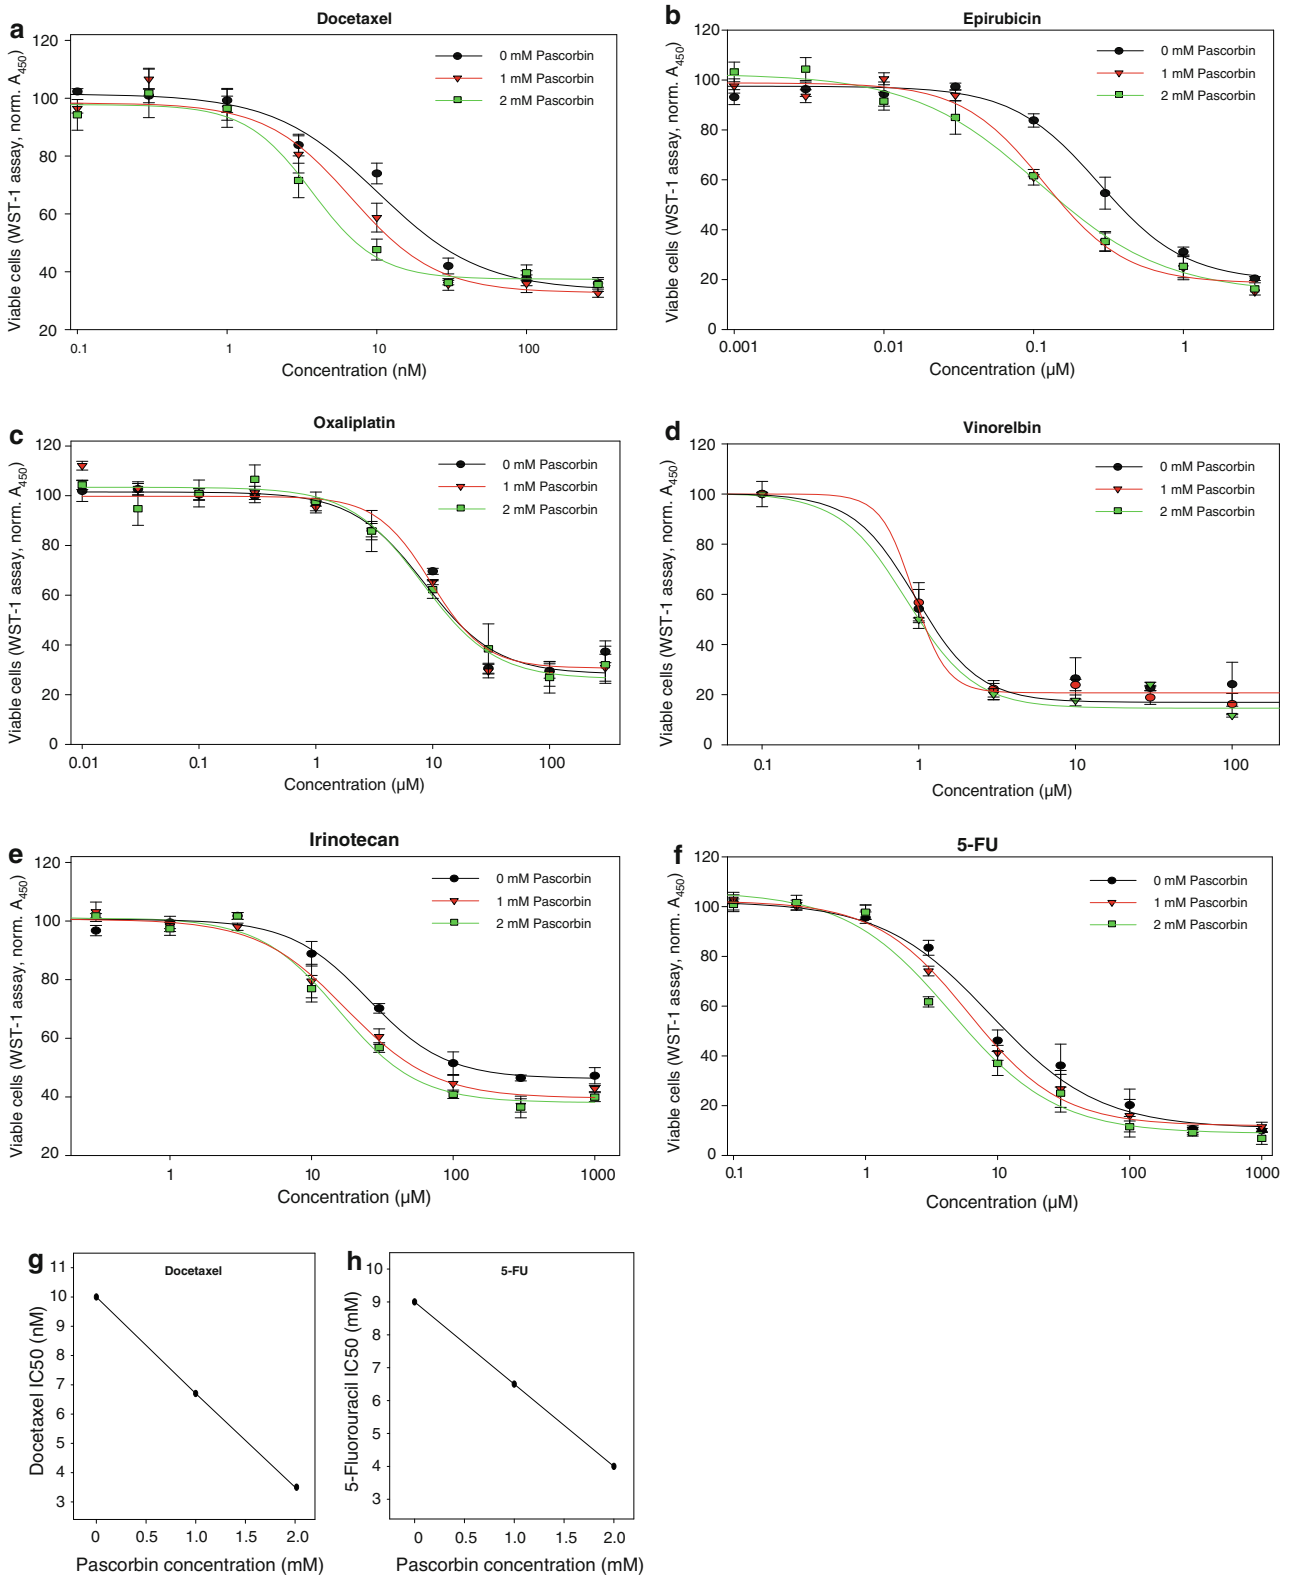 a
Docetaxel
120
100
80
60
40
20
0.1
1
10
100
Concentration (nM)
Viable cells (WST-1 assay, norm. A450)
0 mM Pascorbin
1 mM Pascorbin
2 mM Pascorbin
b
Epirubicin
120
100
80
60
40
20
0
0.001
0.01
0.1
1
Concentration (µM)
Viable cells (WST-1 assay, norm. A450)
0 mM Pascorbin
1 mM Pascorbin
2 mM Pascorbin
c
Oxaliplatin
120
100
80
60
40
20
0
0.01
0.1
1
10
100
Concentration (µM)
Viable cells (WST-1 assay, norm. A450)
0 mM Pascorbin
1 mM Pascorbin
2 mM Pascorbin
d
Vinorelbin
120
100
80
60
40
20
0
0.1
1
10
100
Concentration (µM)
Viable cells (WST-1 assay, norm. A450)
0 mM Pascorbin
1 mM Pascorbin
2 mM Pascorbin
e
Irinotecan
120
100
80
60
40
20
1
10
100
1000
Concentration (µM)
Viable cells (WST-1 assay, norm. A450)
0 mM Pascorbin
1 mM Pascorbin
2 mM Pascorbin
f
5-FU
120
100
80
60
40
20
0
0.1
1
10
100
1000
Concentration (µM)
Viable cells (WST-1 assay, norm. A450)
0 mM Pascorbin
1 mM Pascorbin
2 mM Pascorbin
g
Docetaxel
11
10
9
8
7
6
5
4
3
0
0.5
1.0
1.5
2.0
Pascorbin concentration (mM)
Docetaxel IC50 (nM)
h
5-FU
10
9
8
7
6
5
4
3
0
0.5
1.0
1.5
2.0
Pascorbin concentration (mM)
5-Fluorouracil IC50 (mM)